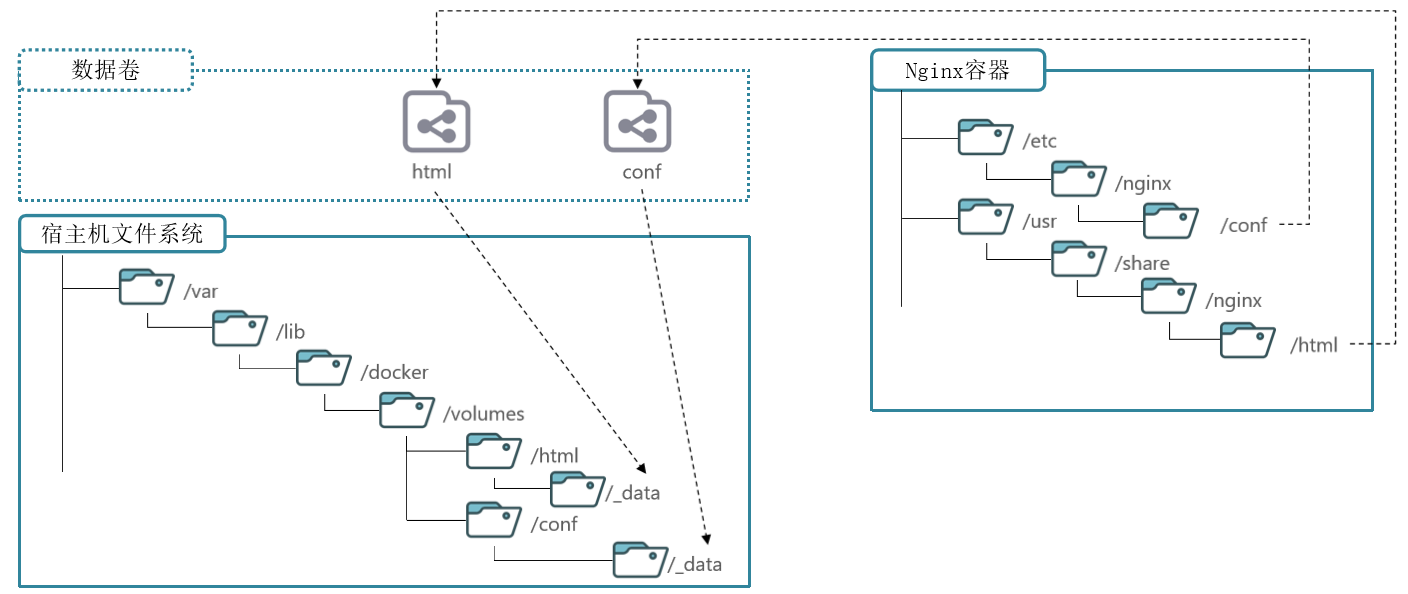 数据卷
html
conf
宿主机文件系统
/var
/lib
/docker
/volumes
/html
/_data
/conf
/_data
Nginx容器
/etc
/nginx
/conf
/usr
/share
/nginx
/html